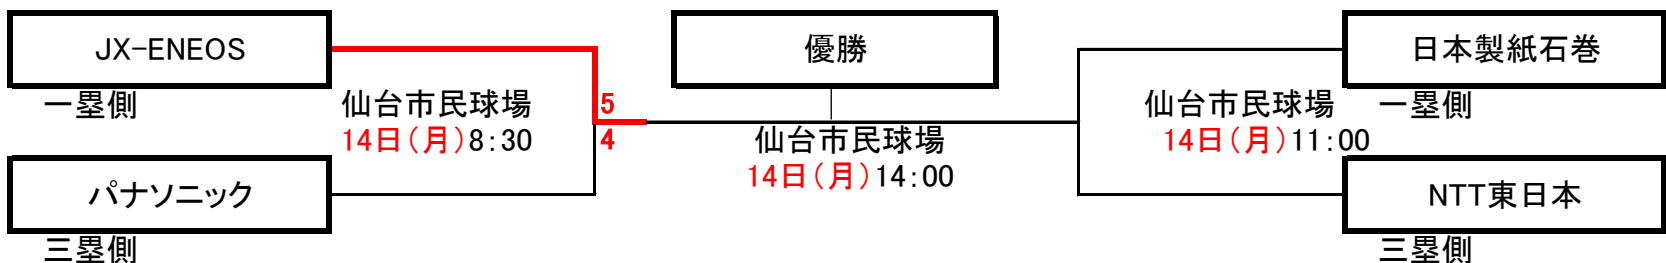 JX-ENEOS
優勝
日本製紙石巻
一塁側
仙台市民球場
5
仙台市民球場
一塁側
14日(月)8:30
4
仙台市民球場
14日(月)11:00
14日(月)14:00
パナソニック
NTT東日本
三塁側
三塁側